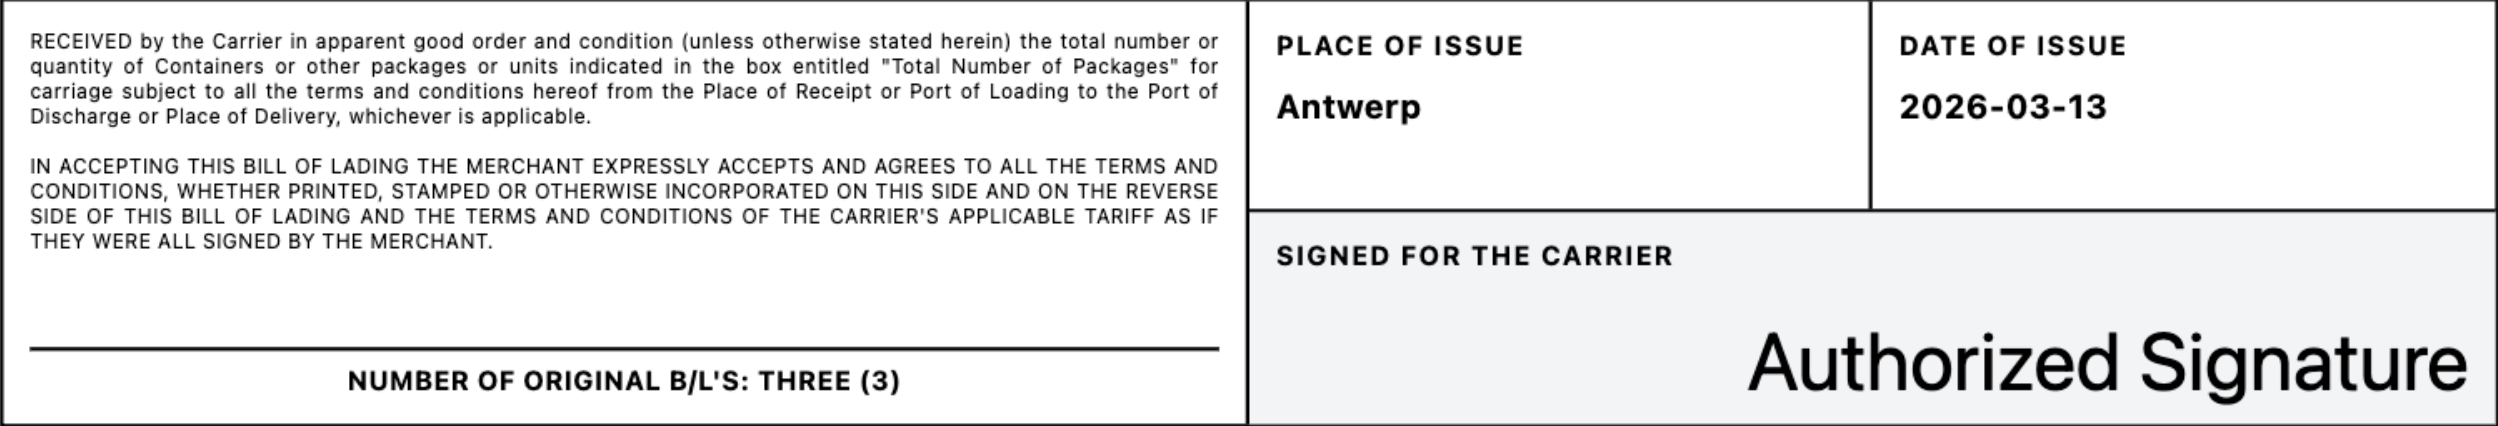 RECEIVED by the Carrier in apparent good order and condition (unless otherwise stated herein) the total number or
quantity of Containers or other packages or units indicated in the box entitled "Total Number of Packages" for
carriage subject to all the terms and conditions hereof from the Place of Receipt or Port of Loading to the Port of
Discharge or Place of Delivery, whichever is applicable.
IN ACCEPTING THIS BILL OF LADING THE MERCHANT EXPRESSLY ACCEPTS AND AGREES TO ALL THE TERMS AND
CONDITIONS, WHETHER PRINTED, STAMPED OR OTHERWISE INCORPORATED ON THIS SIDE AND ON THE REVERSE
SIDE OF THIS BILL OF LADING AND THE TERMS AND CONDITIONS OF THE CARRIER'S APPLICABLE TARIFF AS IF
THEY WERE ALL SIGNED BY THE MERCHANT.
NUMBER OF ORIGINAL B/L'S: THREE (3)
PLACE OF ISSUE
Antwerp
DATE OF ISSUE
2026-03-13
SIGNED FOR THE CARRIER
Authorized Signature